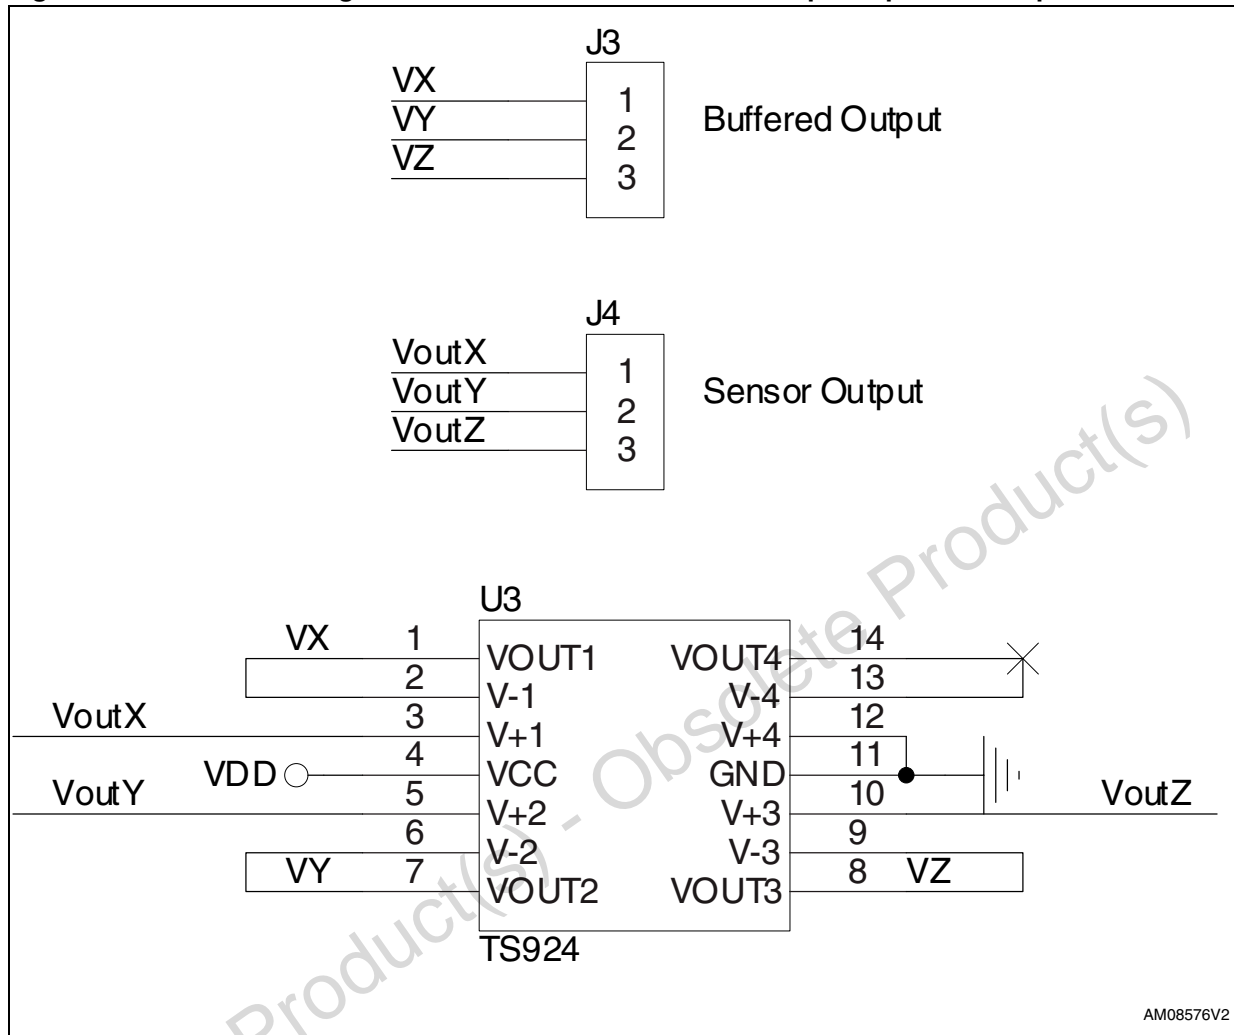 J3
VX
VY
VZ
1
2
3
Buffered Output
J4
VoutX
VoutY
VoutZ
1
2
3
Sensor Output
U3
VX 1 VOUT1 VOUT4 14
2 V-1 V-4 13
VoutX 3 V+1 V+4 12
VDD 4 VCC GND 11
VoutY 5 V+2 V+3 10 VoutZ
6 V-2 V-3 9
VY 7 VOUT2 VOUT3 8 VZ
TS924
Product(s) - Obsolete Product(s)
AM08576V2